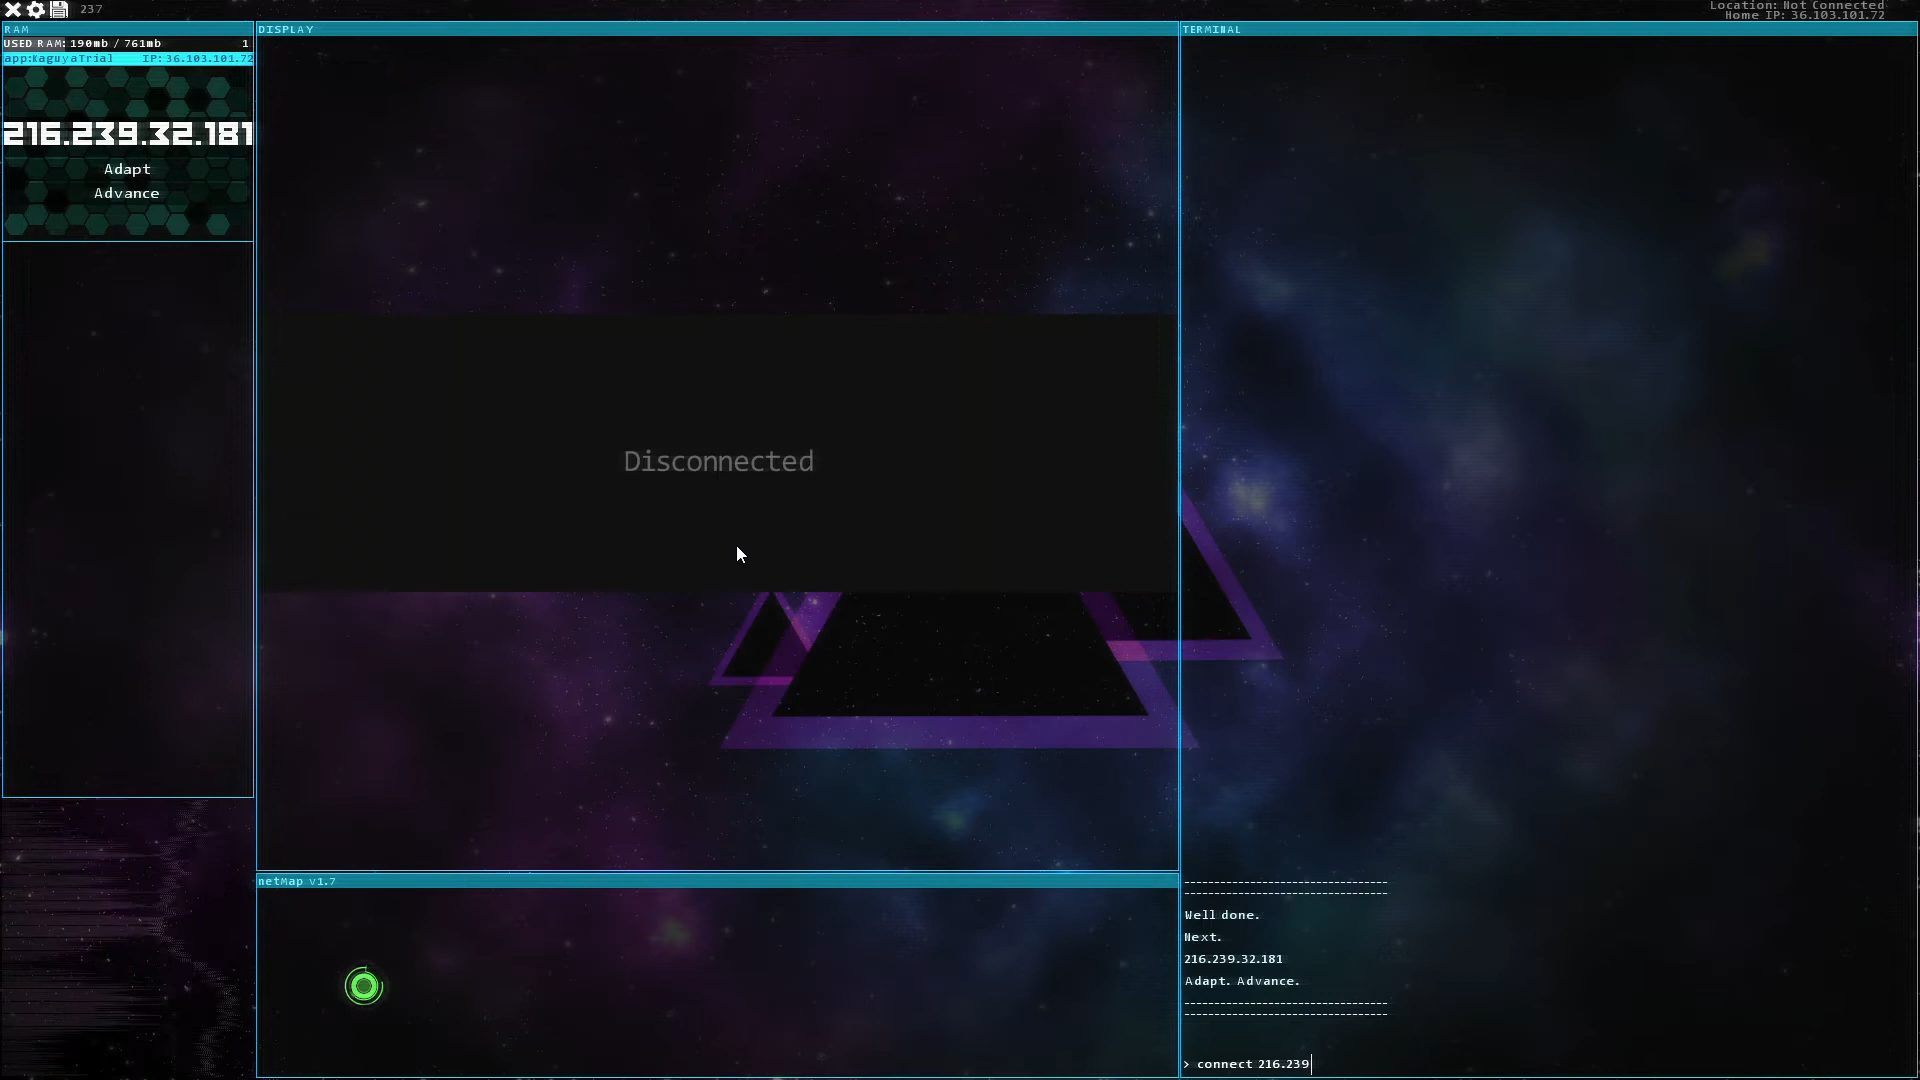 237
Location: Not Connected
Home IP: 36.103.101.72
RAM
USED RAM: 190mb / 761mb 1
app:KaguyaTrial IP: 36.103.101.72
216.239.32.181
Adapt
Advance
DISPLAY
Disconnected
netMap v1.7
TERMINAL
--------------------------------
--------------------------------
Well done.
Next.
216.239.32.181
Adapt. Advance.
--------------------------------
--------------------------------
> connect 216.239